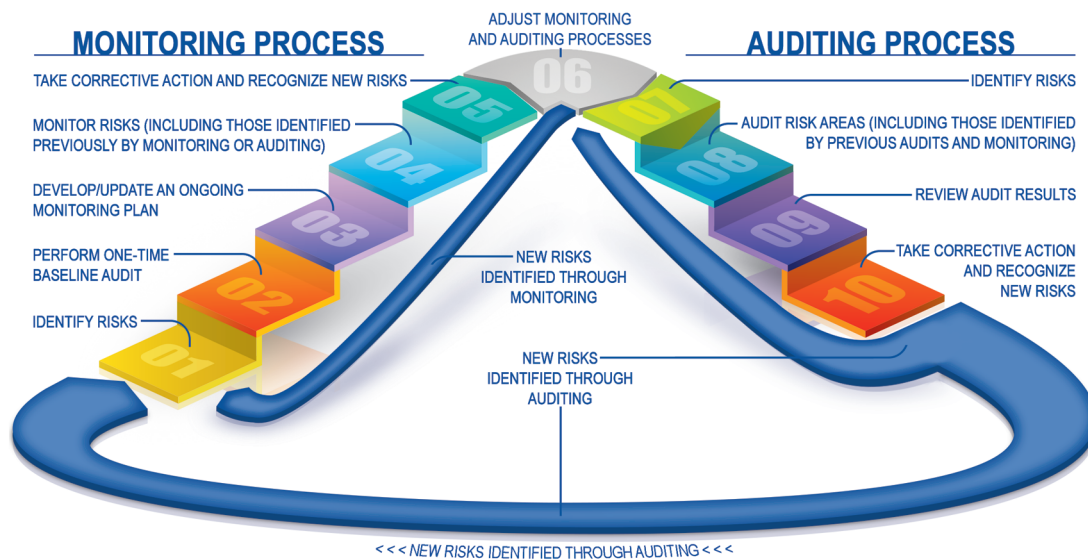 MONITORING PROCESS
TAKE CORRECTIVE ACTION AND RECOGNIZE NEW RISKS
05
MONITOR RISKS (INCLUDING THOSE IDENTIFIED
PREVIOUSLY BY MONITORING OR AUDITING)
04
DEVELOP/UPDATE AN ONGOING
MONITORING PLAN
03
PERFORM ONE-TIME
BASELINE AUDIT
02
IDENTIFY RISKS
01
ADJUST MONITORING
AND AUDITING PROCESSES
06
AUDITING PROCESS
IDENTIFY RISKS
07
AUDIT RISK AREAS (INCLUDING THOSE IDENTIFIED
BY PREVIOUS AUDITS AND MONITORING)
08
REVIEW AUDIT RESULTS
09
TAKE CORRECTIVE ACTION
AND RECOGNIZE
NEW RISKS
10
NEW RISKS
IDENTIFIED THROUGH
MONITORING
NEW RISKS
IDENTIFIED THROUGH
AUDITING
< < < NEW RISKS IDENTIFIED THROUGH AUDITING < < <